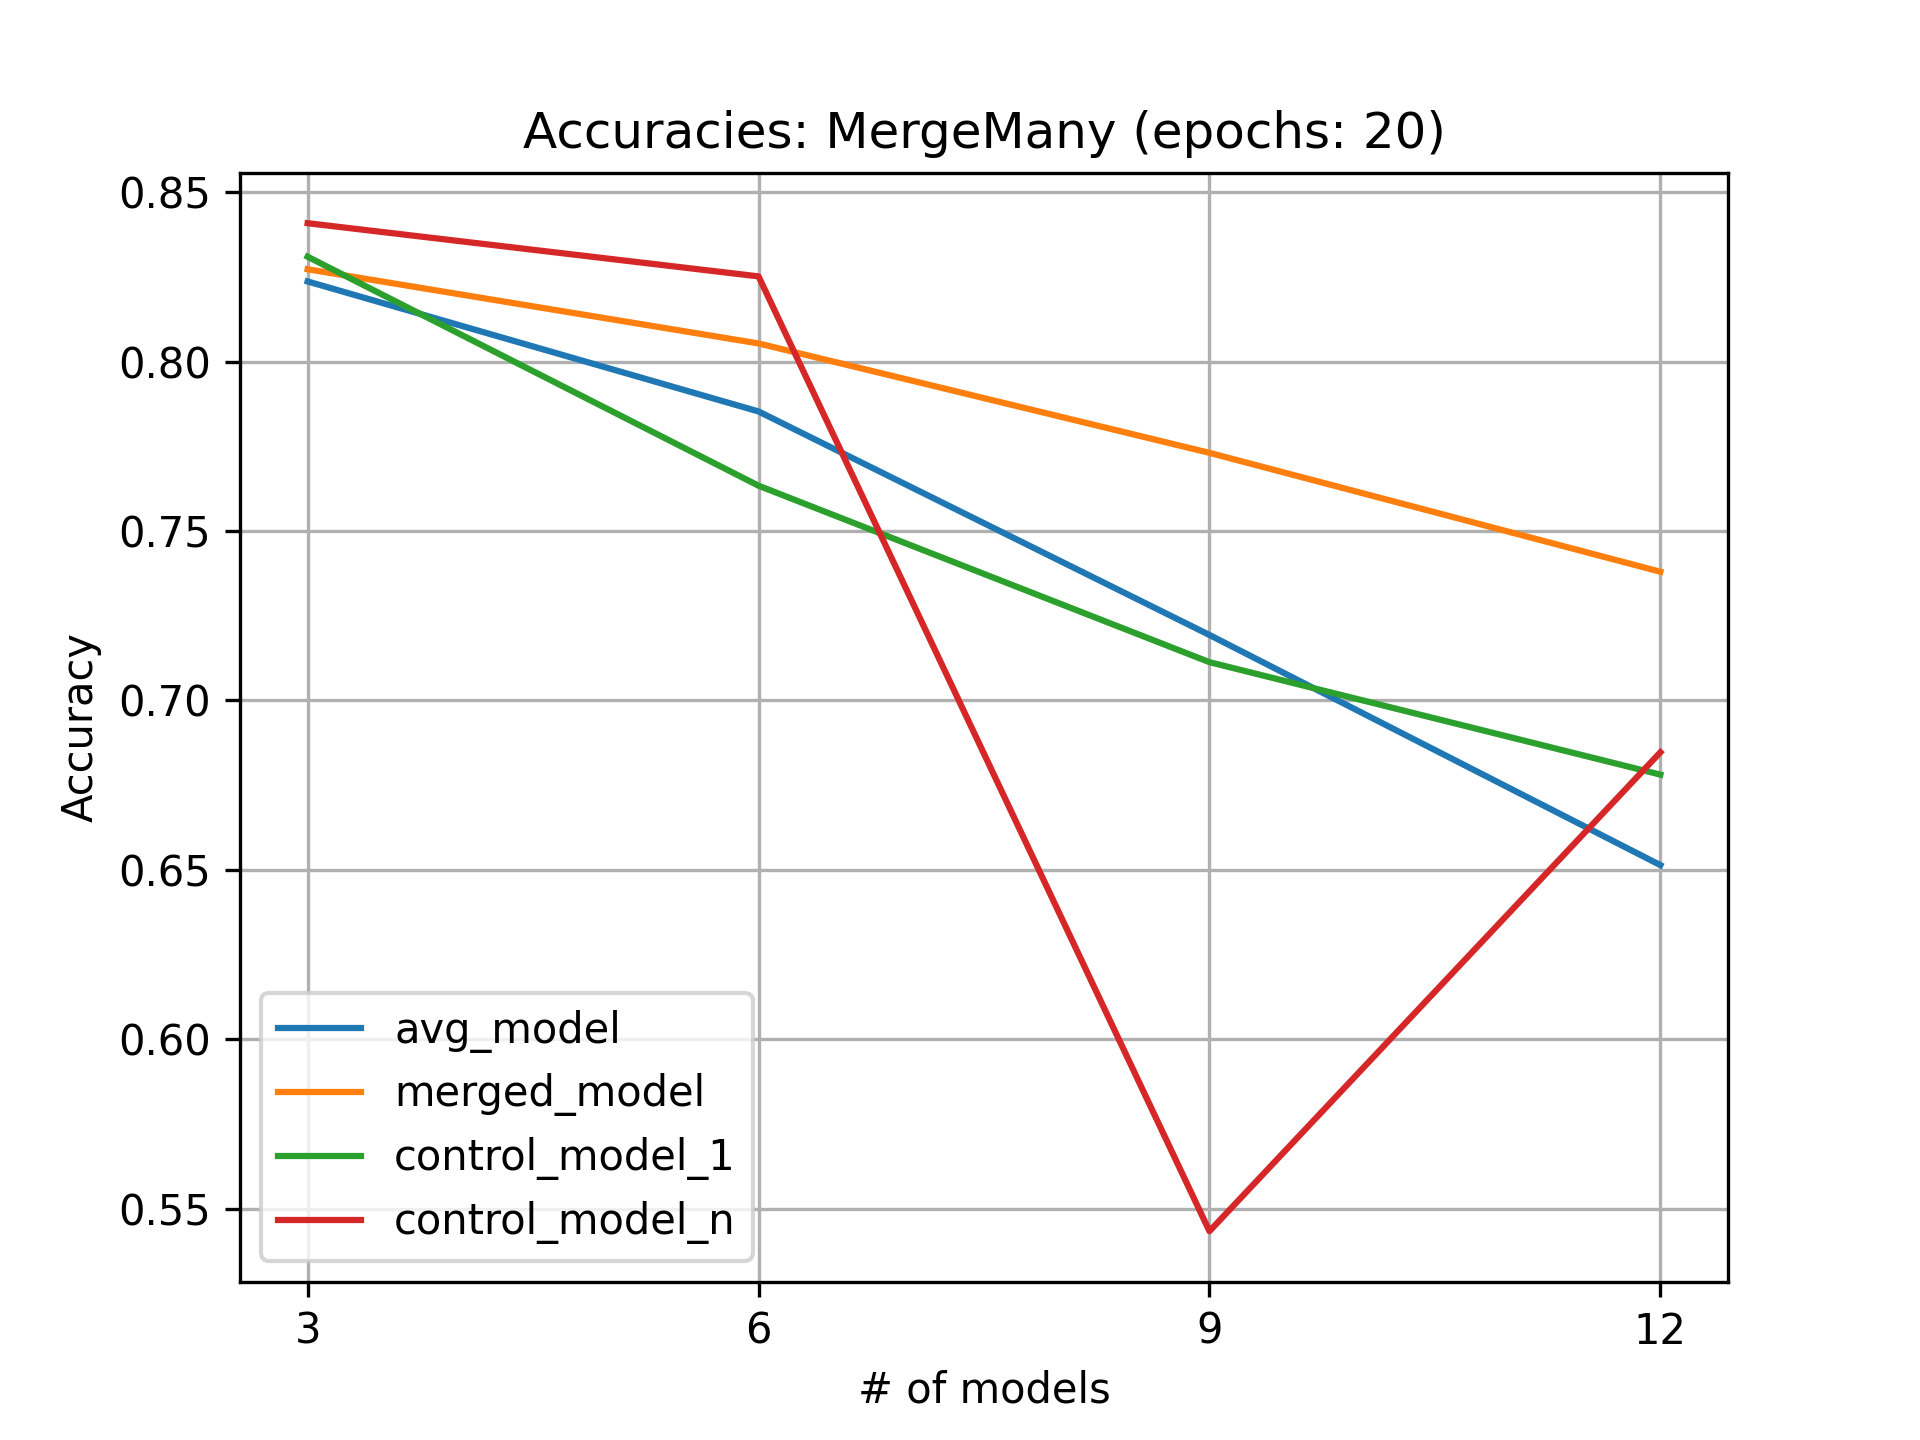 Accuracies: MergeMany (epochs: 20)
0.85
0.80
0.75
0.70
0.65
0.60
0.55
Accuracy
avg_model
merged_model
control_model_1
control_model_n
3 6 9 12
# of models